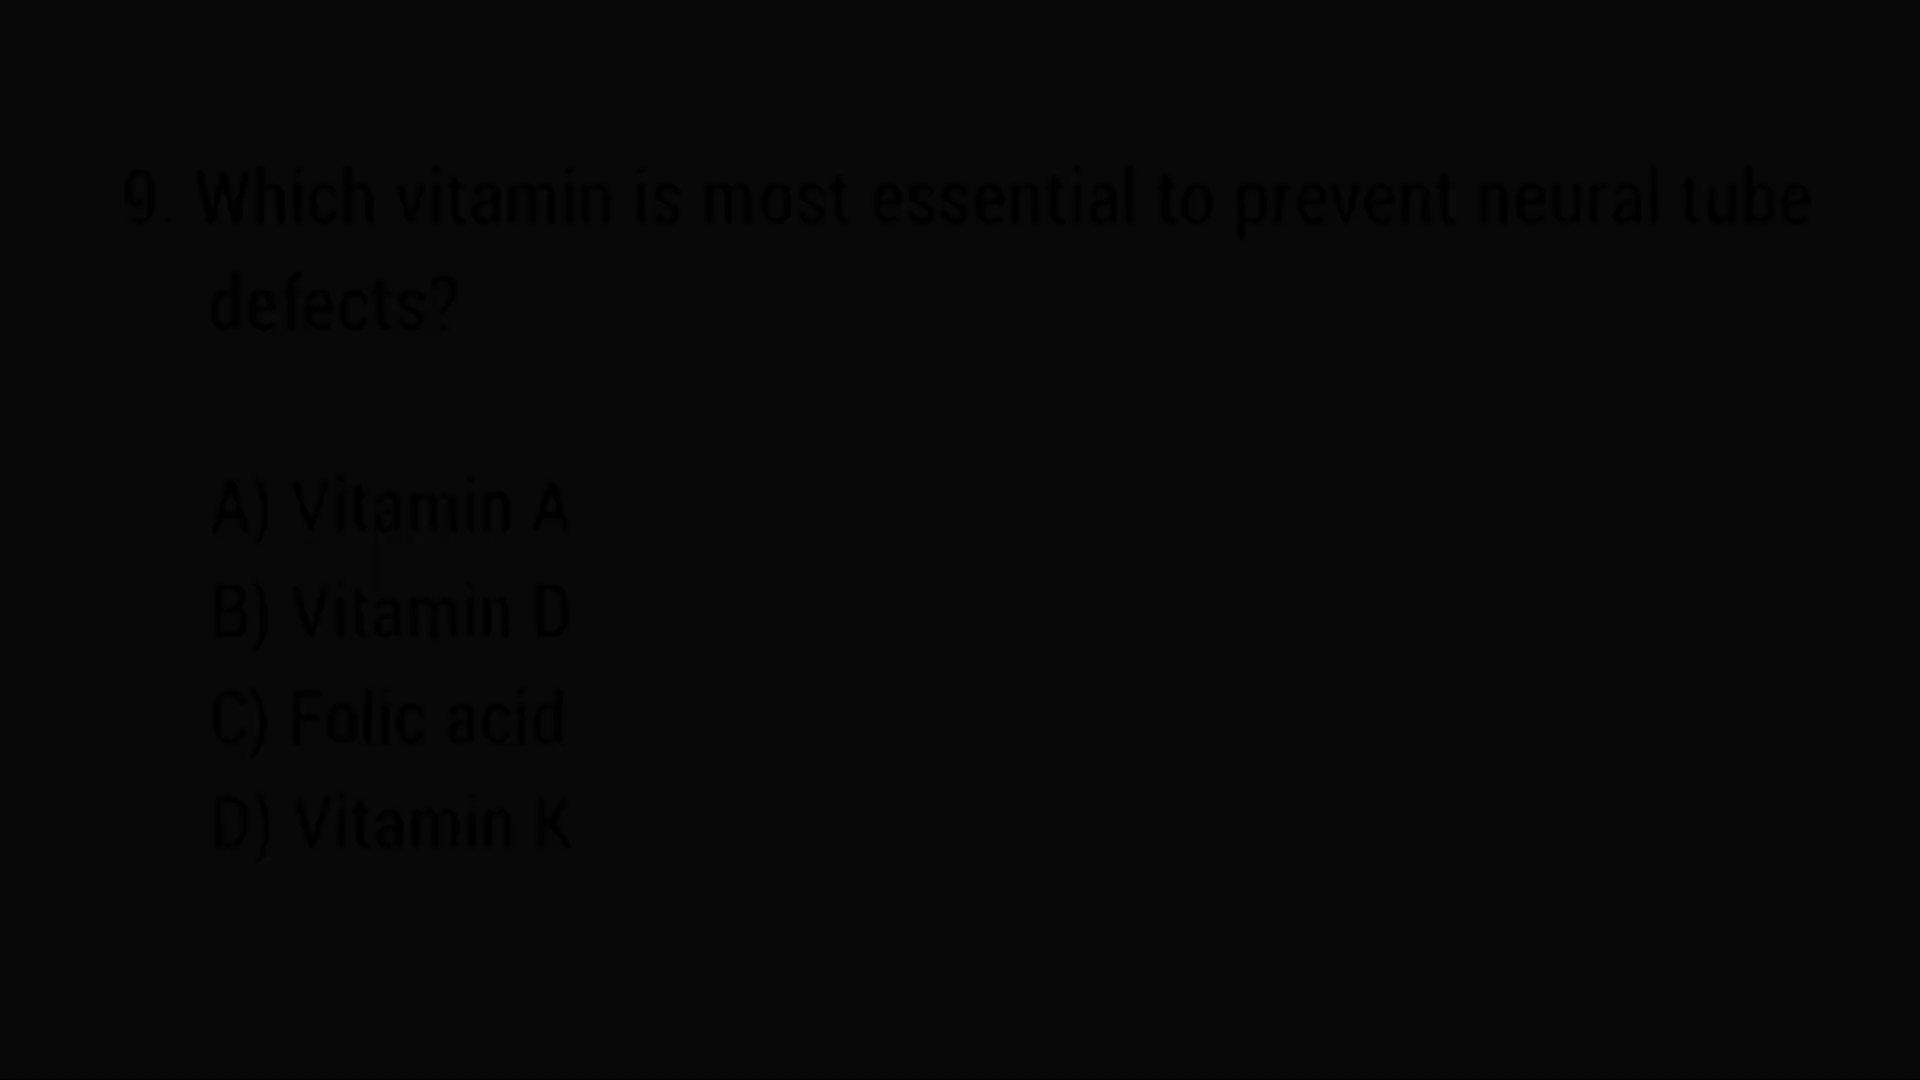 9. Which vitamin is most essential to prevent neural tube
defects?
A) Vitamin A
B) Vitamin D
C) Folic acid
D) Vitamin K